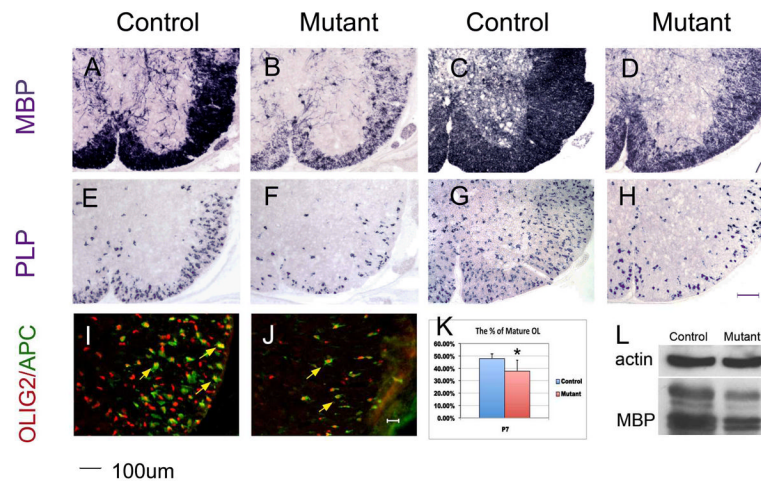 Control Mutant Control Mutant
MBP
A B C D
PLP
E F G H
OLIG2/APC
I J
K
The % of Mature OL
60.00%
50.00%
40.00%
30.00%
20.00%
10.00%
0.00%
*
Control
Mutant
P7
L
Control Mutant
actin
MBP
100um